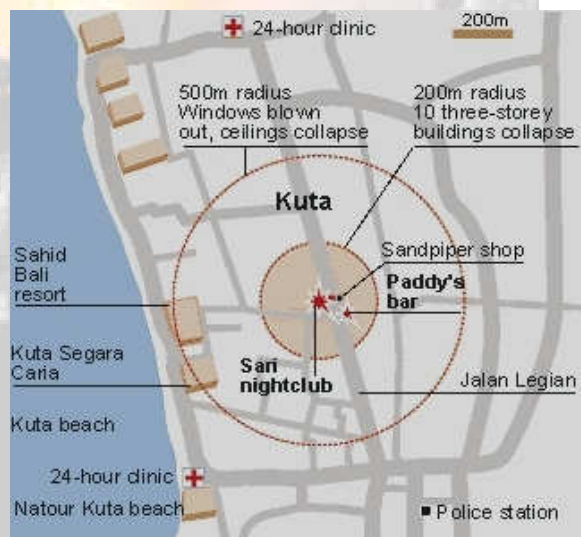 24-hour clinic
200m
500m radius
Windows blown
out, ceilings collapse
200m radius
10 three-storey
buildings collapse
Kuta
Sandpiper shop
Sahid
Bali
resort
Paddy's
bar
Kuta Segara
Caria
Sari
nightclub
Jalan Legian
Kuta beach
24-hour clinic
Natour Kuta beach
Police station